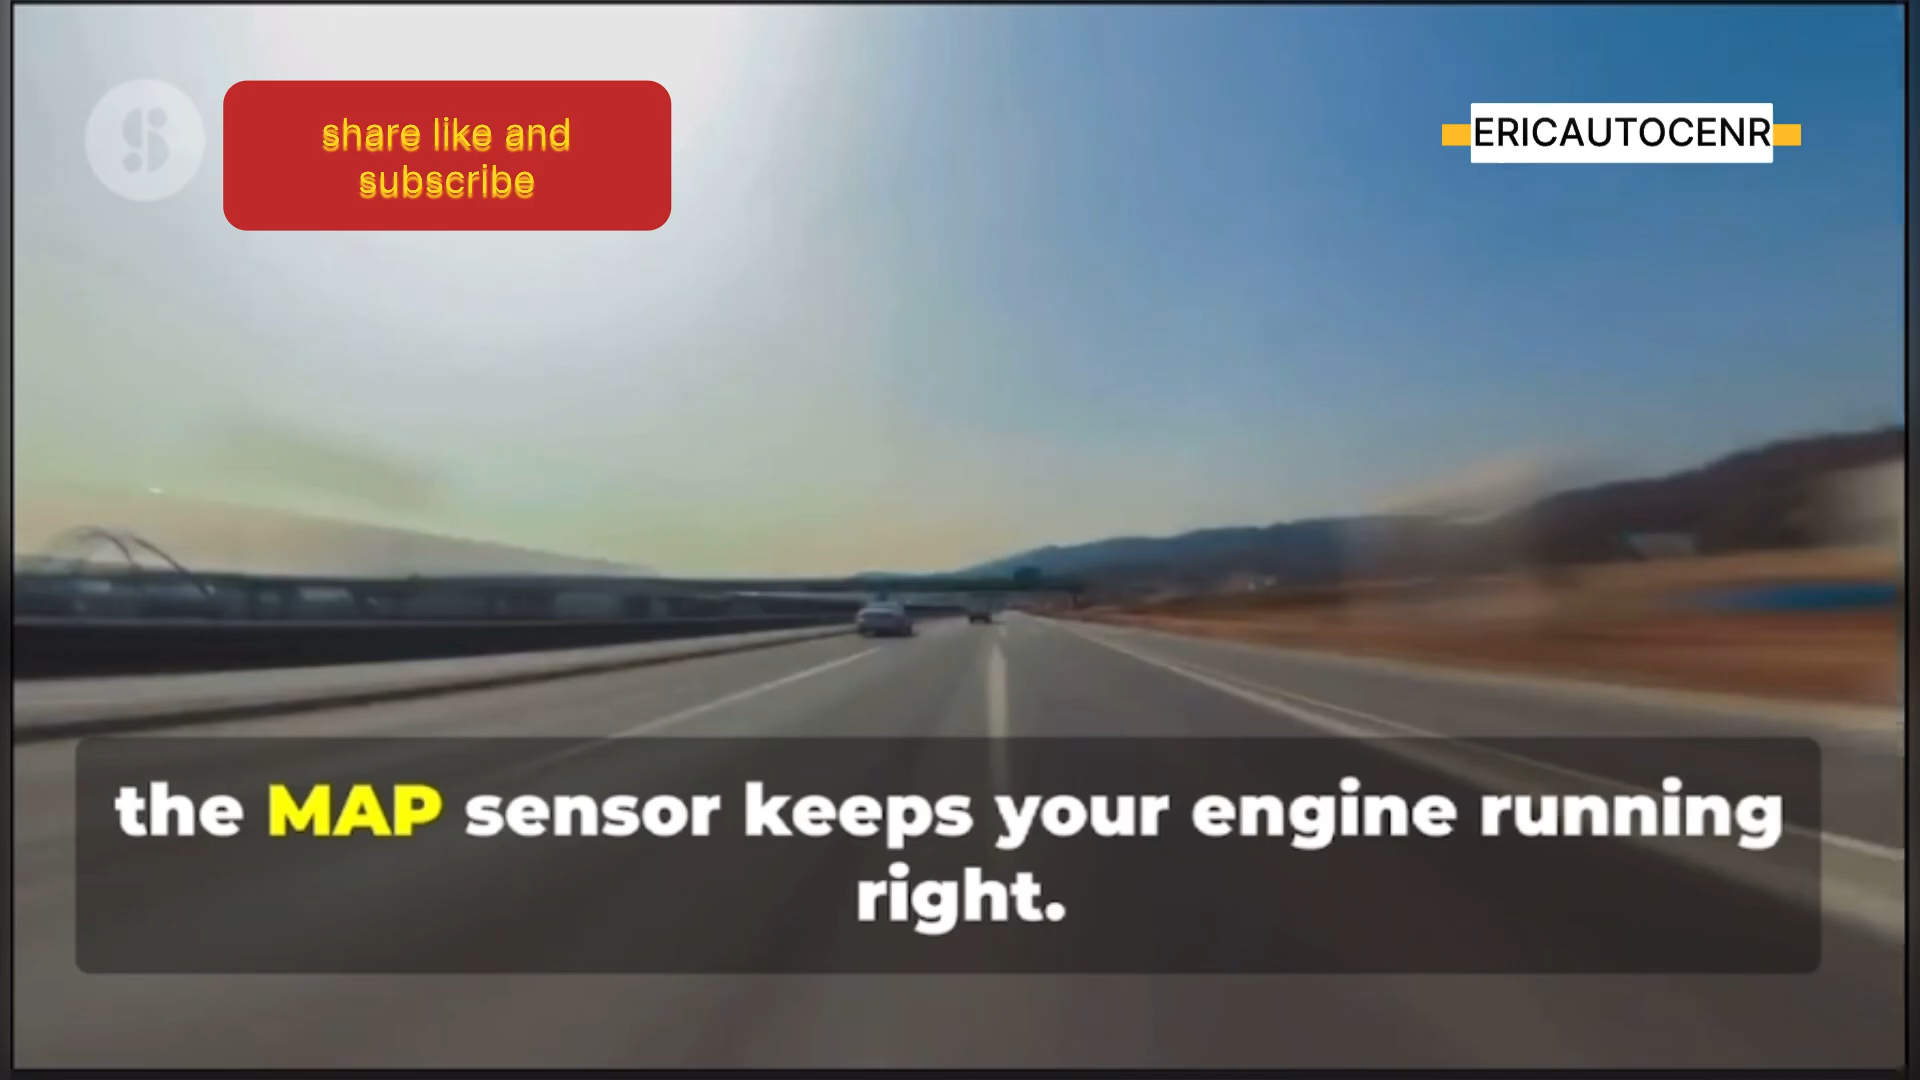 share like and
subscribe
ERICAUTOCENR
the MAP sensor keeps your engine running
right.